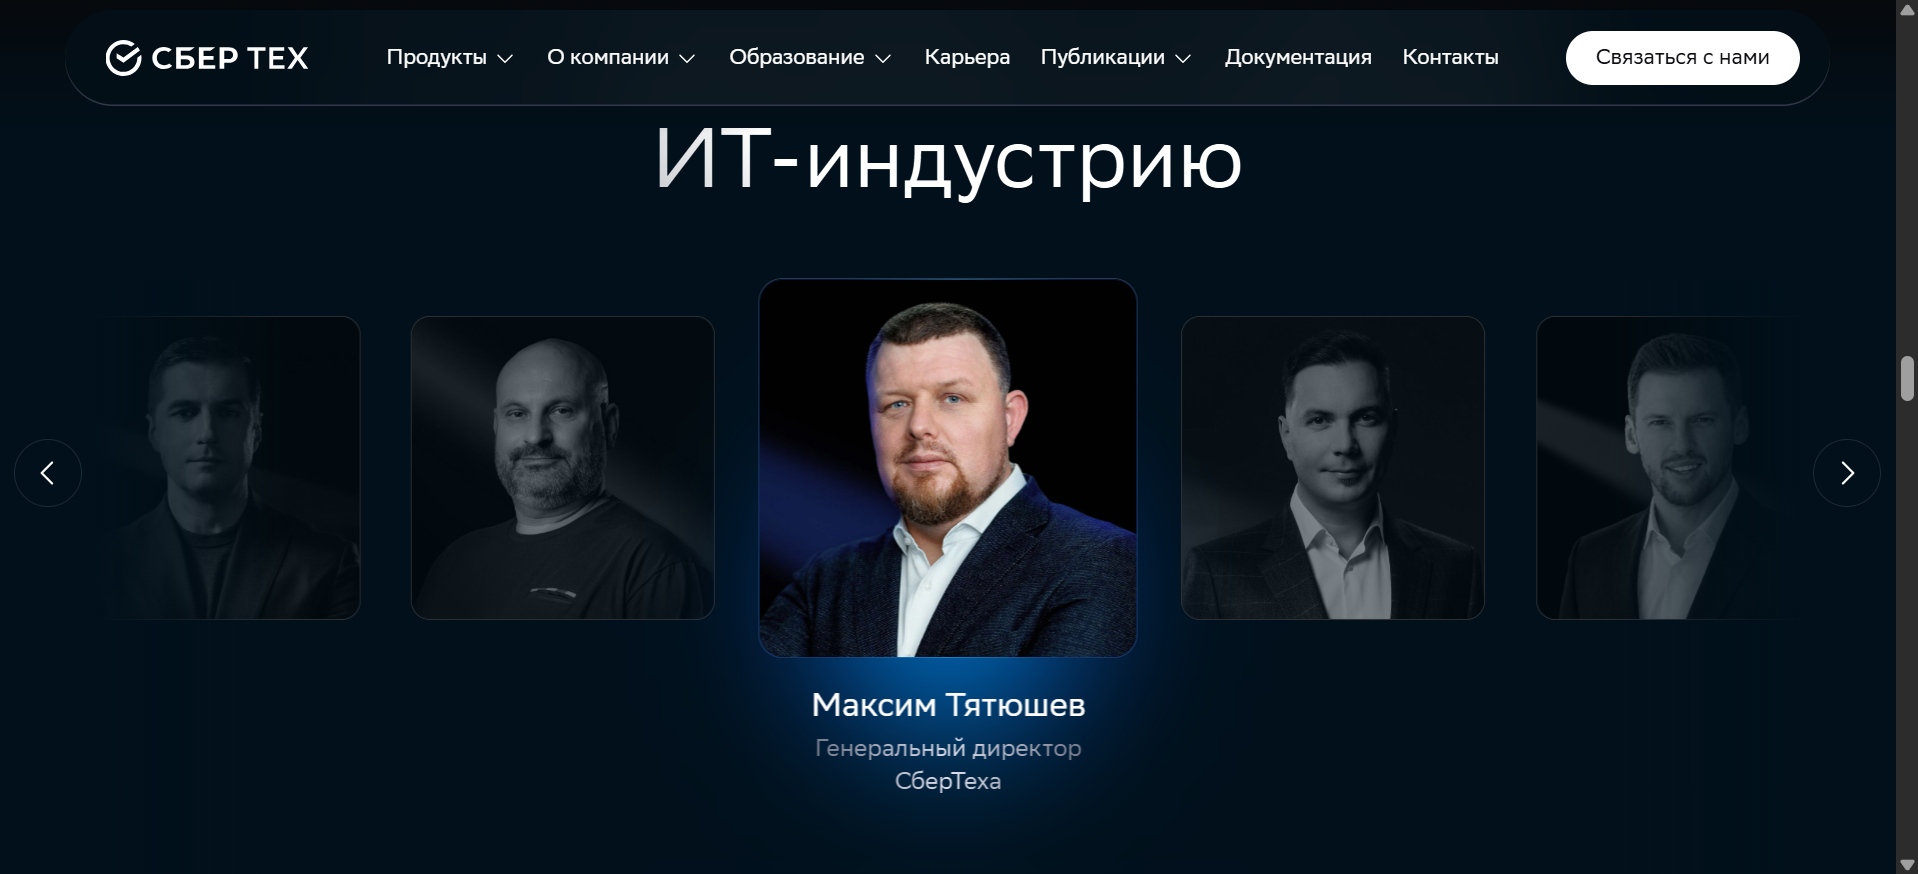 СБЕР ТЕХ
Продукты
О компании
Образование
Карьера
Публикации
Документация
Контакты
Связаться с нами
ИТ-индустрию
Максим Тятюшев
Генеральный директор
СберТеха